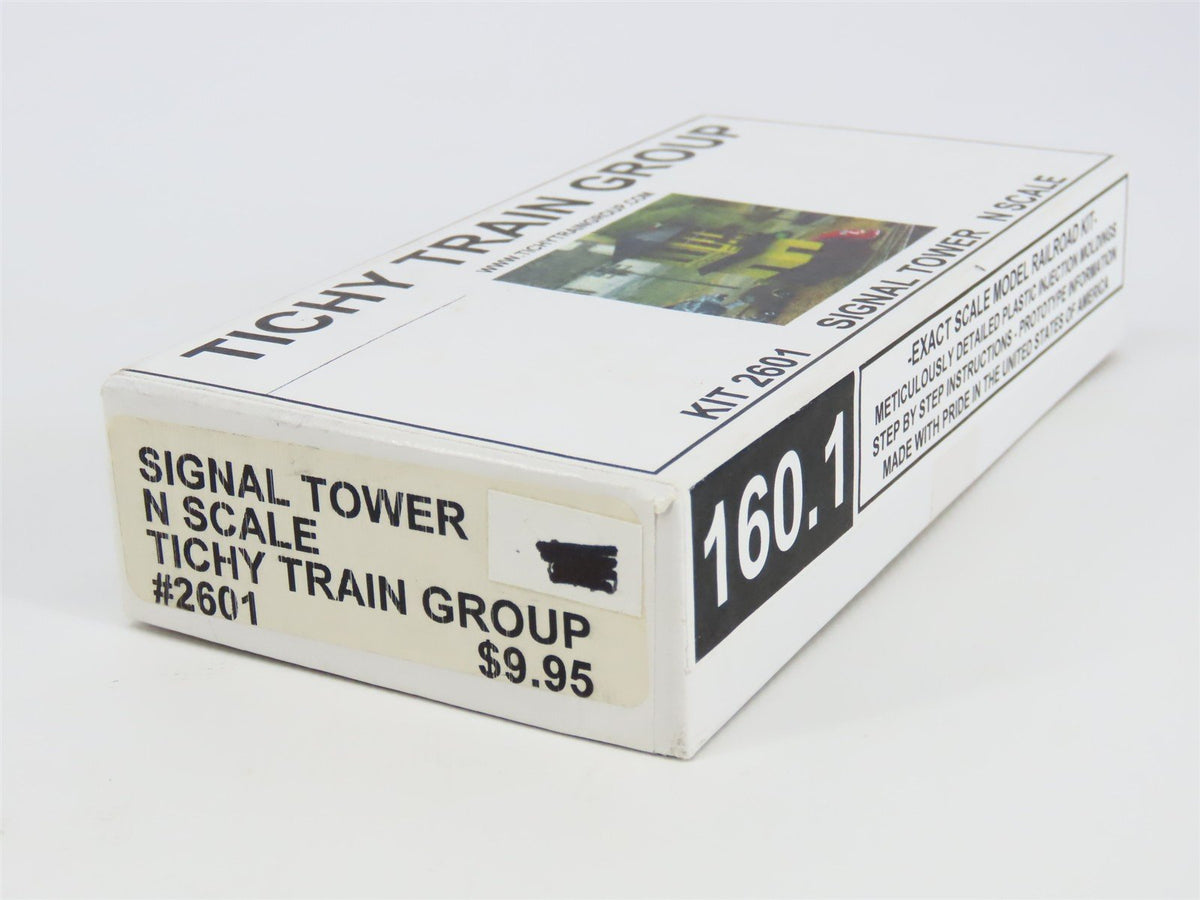 TICHY TRAIN GROUP
WWW.TICHYTRAINGROUP.COM
KIT 2601 SIGNAL TOWER N SCALE
160.1
-EXACT SCALE MODEL RAILROAD KIT-
METICULOUSLY DETAILED PLASTIC INJECTION MOLDINGS
STEP BY STEP INSTRUCTIONS - PROTOTYPE INFORMATION
MADE WITH PRIDE IN THE UNITED STATES OF AMERICA
SIGNAL TOWER
N SCALE
TICHY TRAIN GROUP
#2601
$9.95